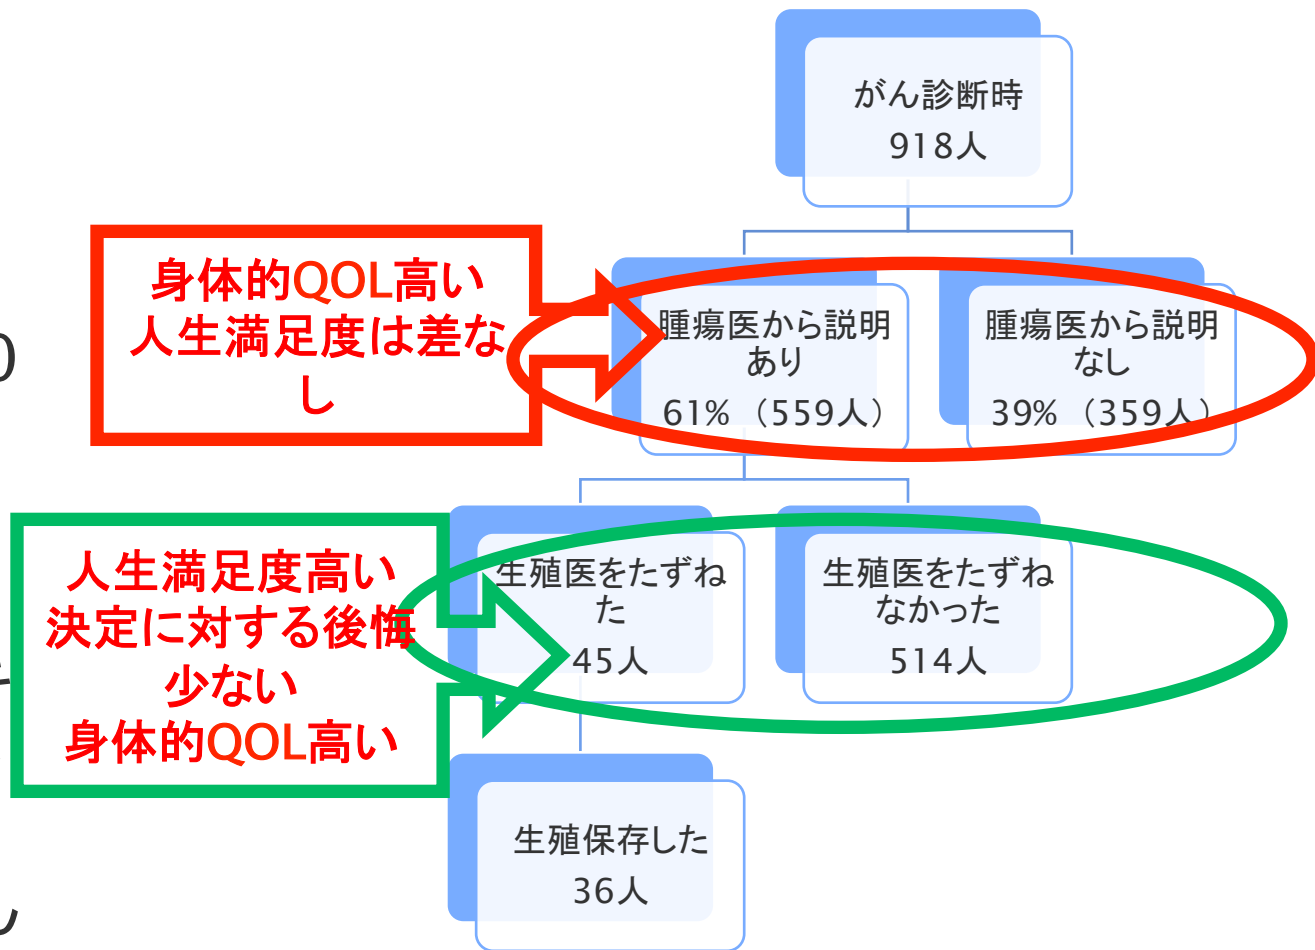 がん診断時
918人
身体的QOL高い
人生満足度は差な
し
腫瘍医から説明
あり
61%（559人）
腫瘍医から説明
なし
39%（359人）
人生満足度高い
決定に対する後悔
少ない
身体的QOL高い
生殖医をたずね
た
45人
生殖医をたずね
なかった
514人
生殖保存した
36人